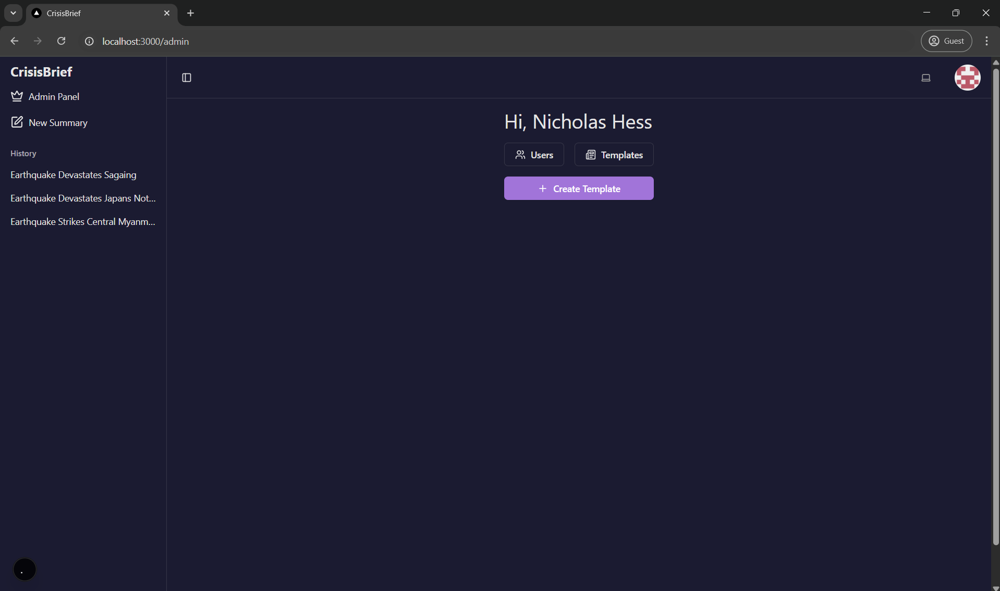 CrisisBrief
localhost:3000/admin
Guest
CrisisBrief
Admin Panel
New Summary
History
Earthquake Devastates Sagaing
Earthquake Devastates Japans Not...
Earthquake Strikes Central Myanm...
Hi, Nicholas Hess
Users
Templates
Create Template